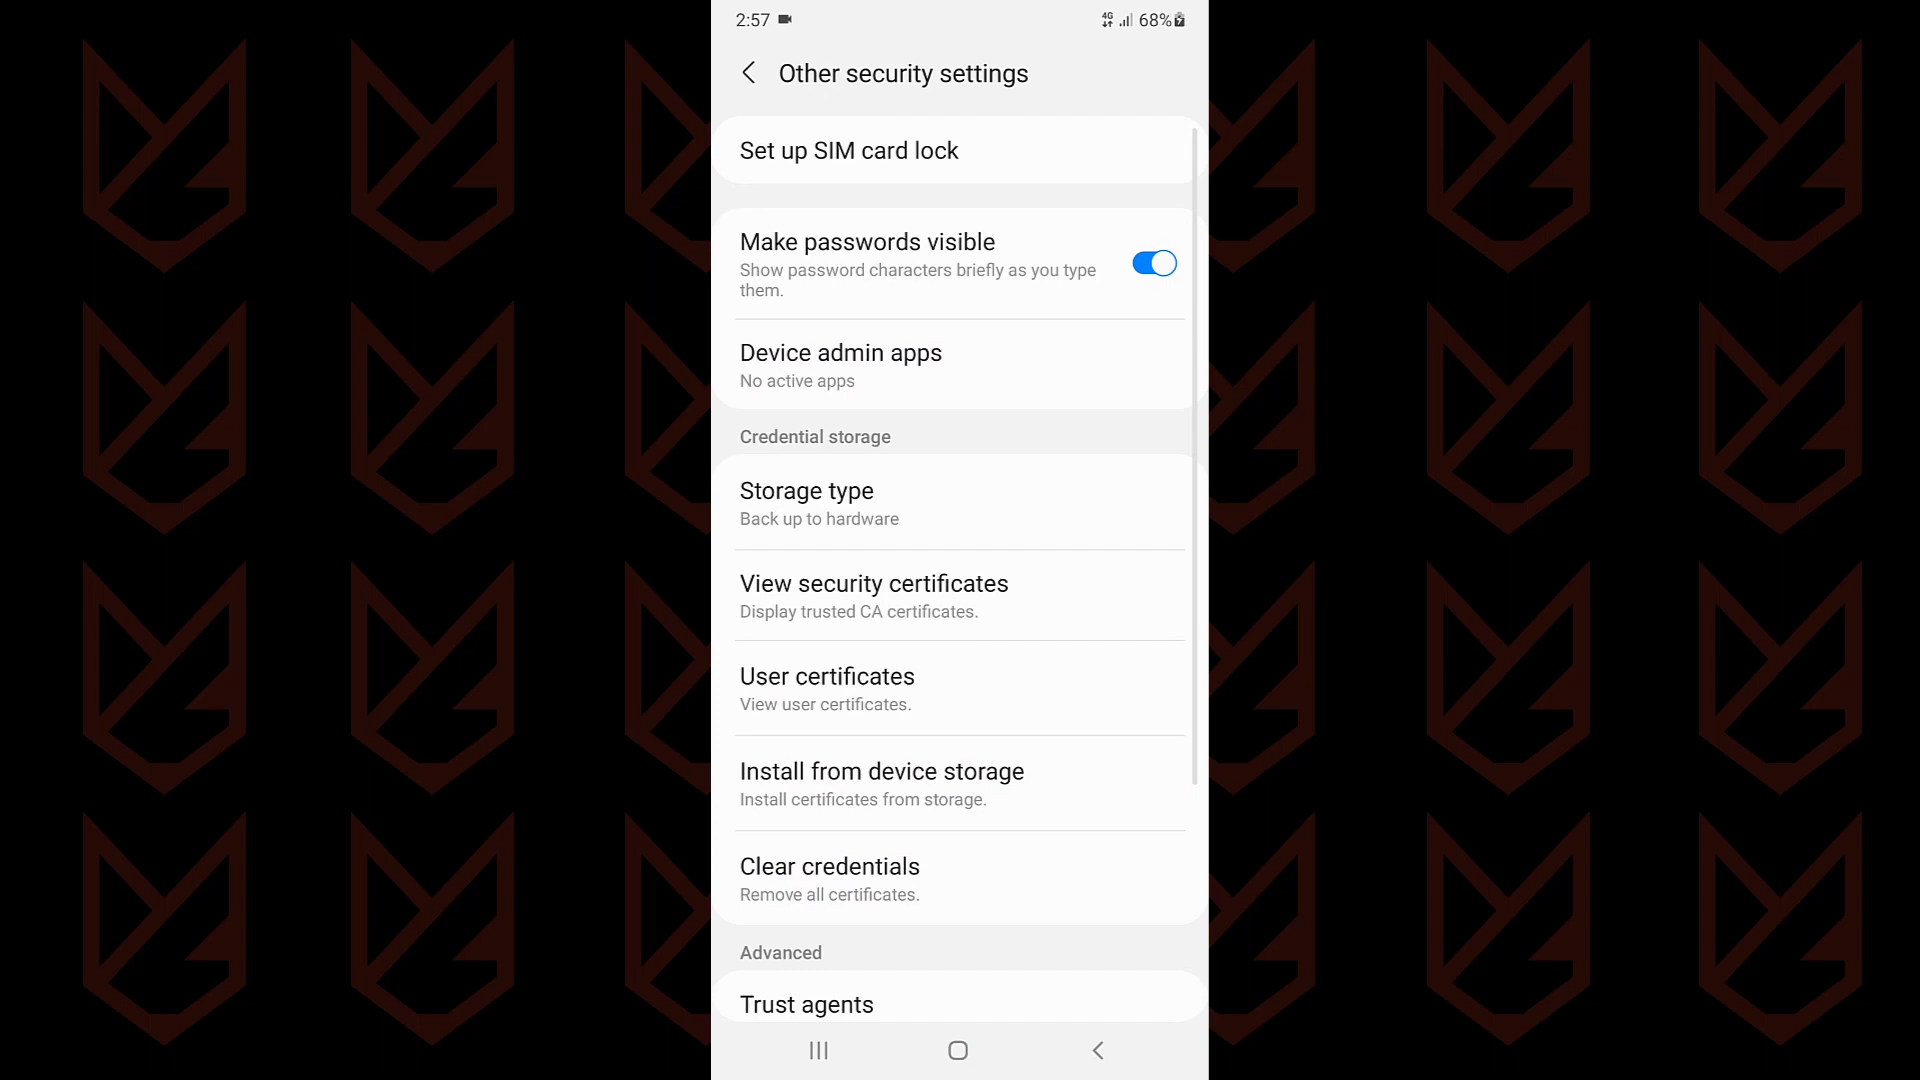 2:57
4G 68%
Other security settings
Set up SIM card lock
Make passwords visible
Show password characters briefly as you type
them.
Device admin apps
No active apps
Credential storage
Storage type
Back up to hardware
View security certificates
Display trusted CA certificates.
User certificates
View user certificates.
Install from device storage
Install certificates from storage.
Clear credentials
Remove all certificates.
Advanced
Trust agents